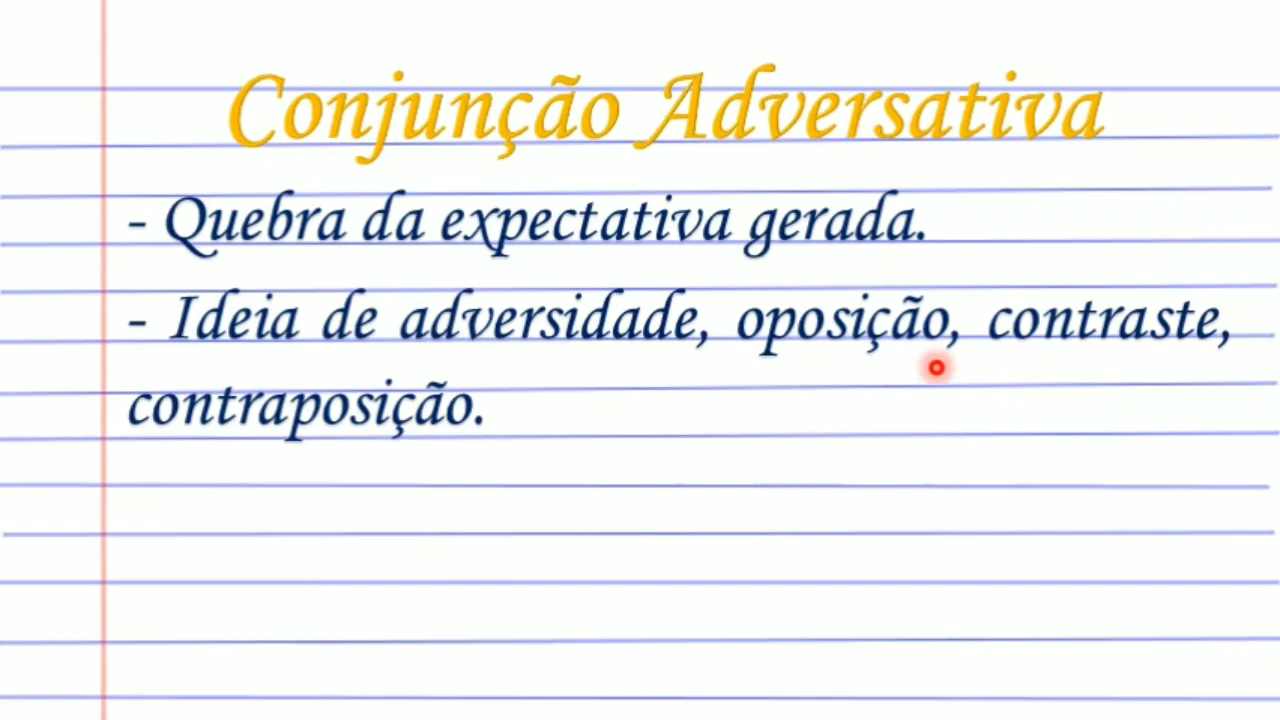 Conjunção Adversativa
- Quebra da expectativa gerada.
- Ideia de adversidade, oposição, contraste,
contraposição.